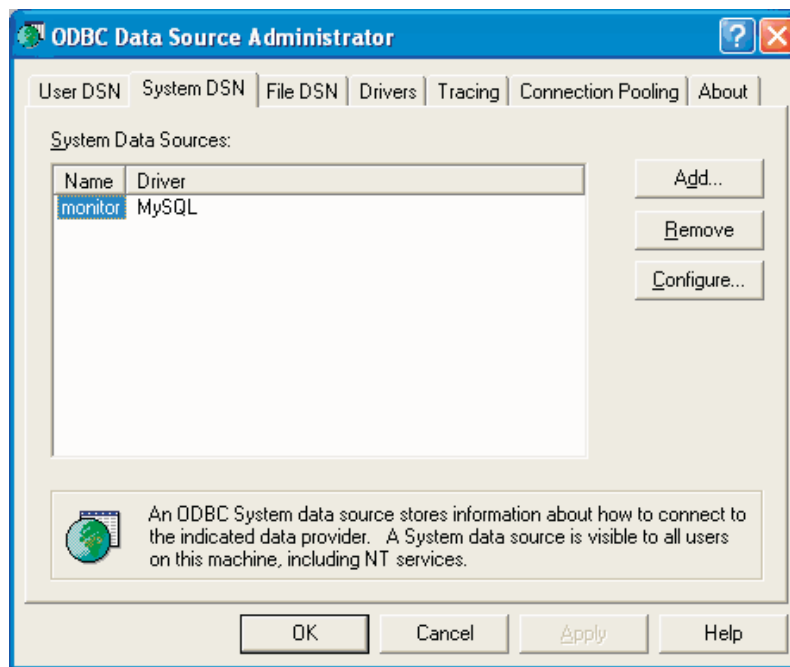 ODBC Data Source Administrator
User DSN System DSN File DSN Drivers Tracing Connection Pooling About
System Data Sources:
Name Driver
monitor MySQL
Add...
Remove
Configure...
An ODBC System data source stores information about how to connect to
the indicated data provider. A System data source is visible to all users
on this machine, including NT services.
OK Cancel Apply Help